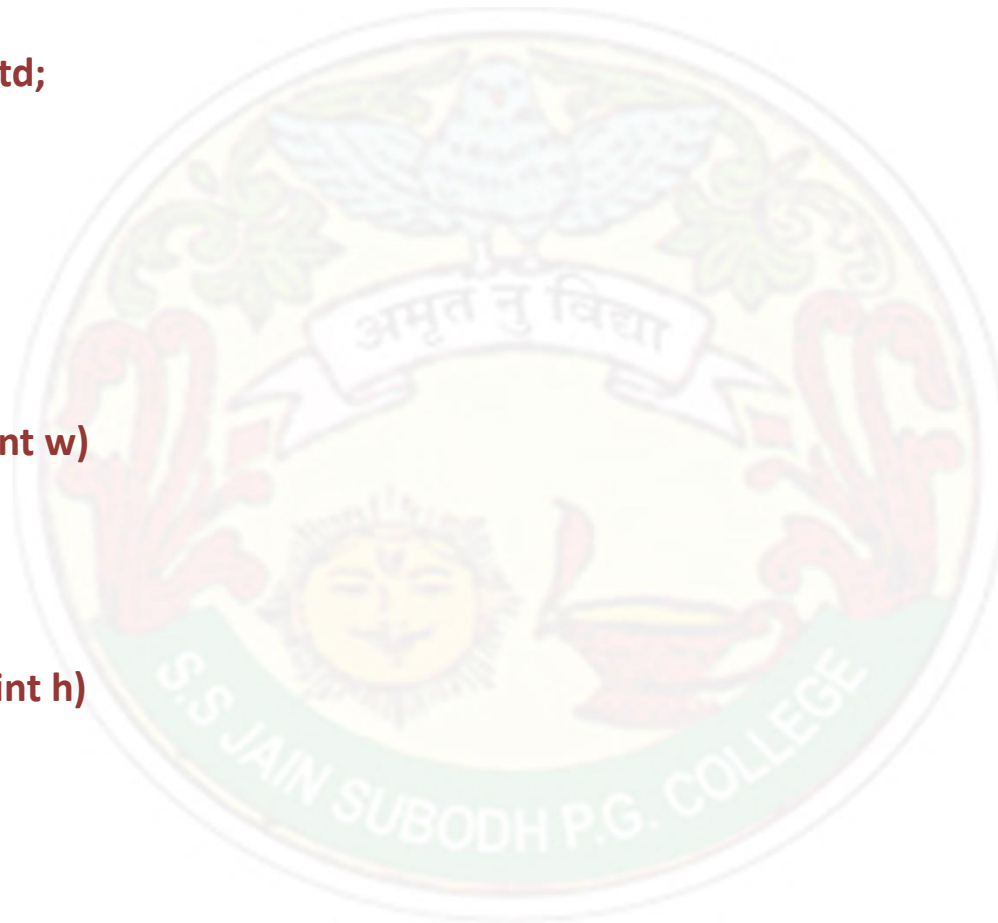 td;
अमृत नु विद्या
nt w)
int h)
S.S JAIN SUBODH P.G. COLLEGE